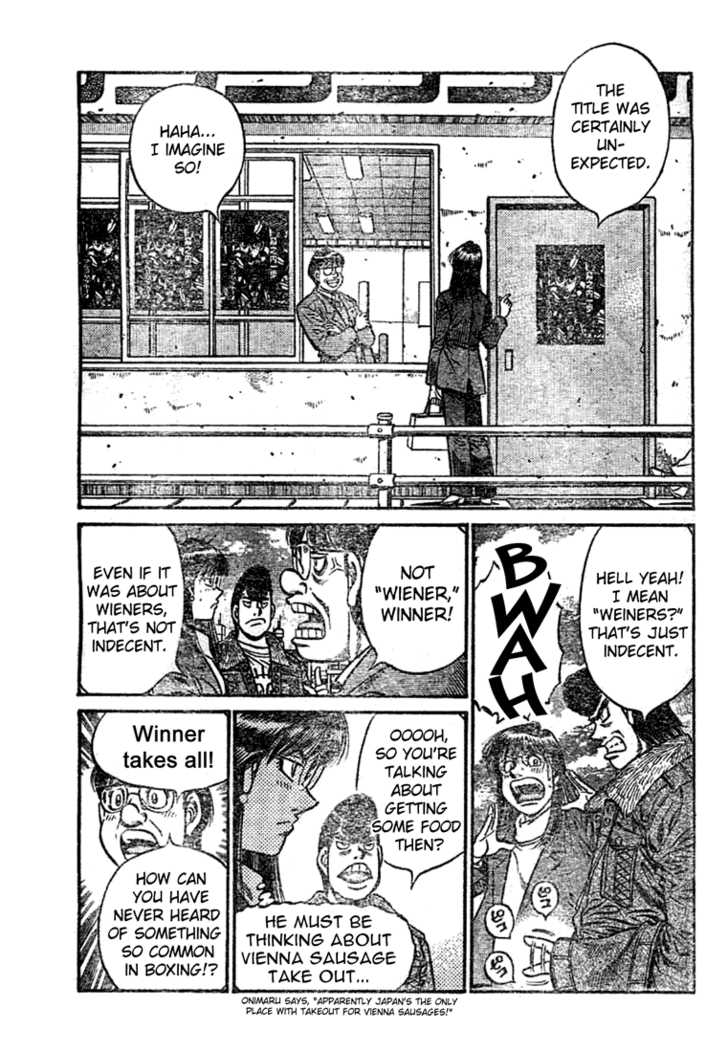 THE
TITLE WAS
CERTAINLY
UN-
EXPECTED.
HAHA...
I IMAGINE
SO!
HELL YEAH!
I MEAN
"WEINERS?"
THAT'S JUST
INDECENT.
BWAH
NOT
"WIENER,"
WINNER!
EVEN IF IT
WAS ABOUT
WIENERS,
THAT'S NOT
INDECENT.
OOOOH,
SO YOU'RE
TALKING
ABOUT
GETTING
SOME FOOD
THEN?
HE MUST BE
THINKING ABOUT
VIENNA SAUSAGE
TAKE OUT...
Winner
takes all!
HOW CAN
YOU HAVE
NEVER HEARD
OF SOMETHING
SO COMMON
IN BOXING!?
ONIMARU SAYS, "APPARENTLY JAPAN'S THE ONLY
PLACE WITH TAKEOUT FOR VIENNA SAUSAGES!"